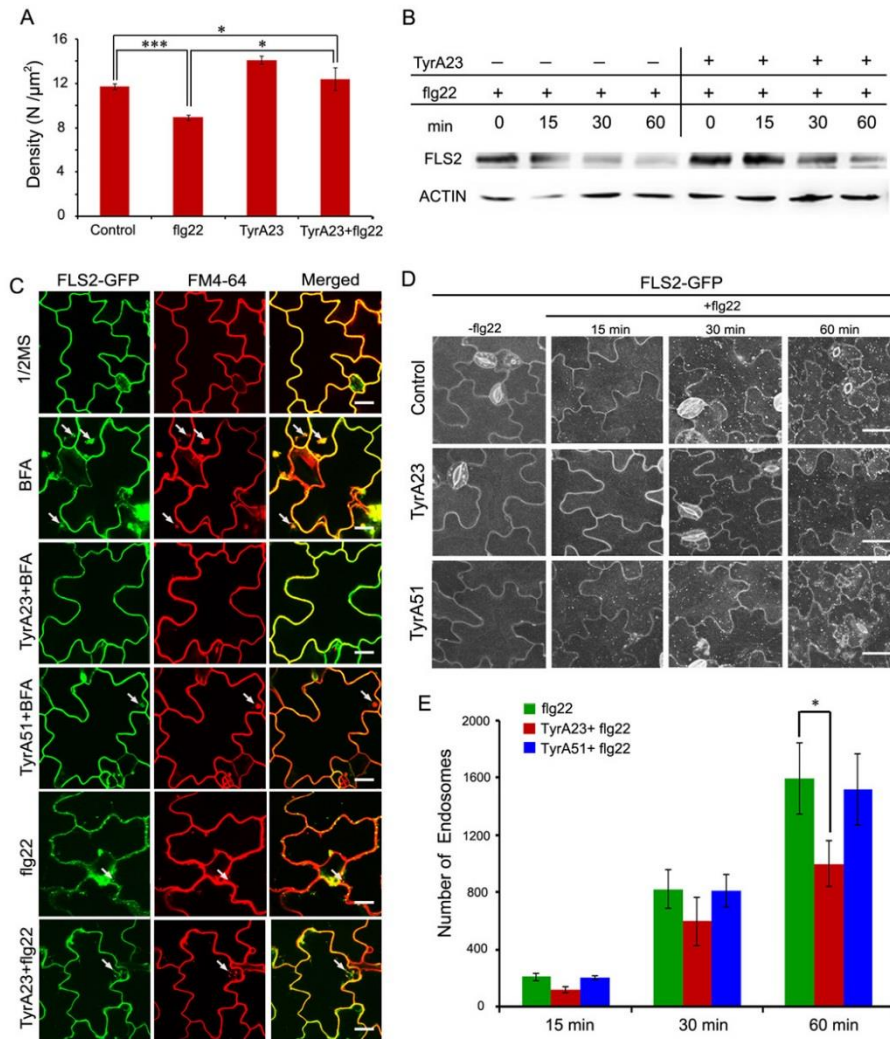 A
Density (N /µm²)
16
12
8
4
0
*
***
*
Control flg22 TyrA23 TyrA23+flg22
B
TyrA23 – – – – + + + +
flg22 + + + + + + + +
min 0 15 30 60 0 15 30 60
FLS2
ACTIN
C
FLS2-GFP FM4-64 Merged
1/2MS
BFA
TyrA23+BFA
TyrA51+BFA
flg22
TyrA23+flg22
D
FLS2-GFP
+flg22
-flg22 15 min 30 min 60 min
Control
TyrA23
TyrA51
E
Number of Endosomes
2000
1600
1200
800
400
0
flg22
TyrA23+ flg22
TyrA51+ flg22
*
15 min 30 min 60 min